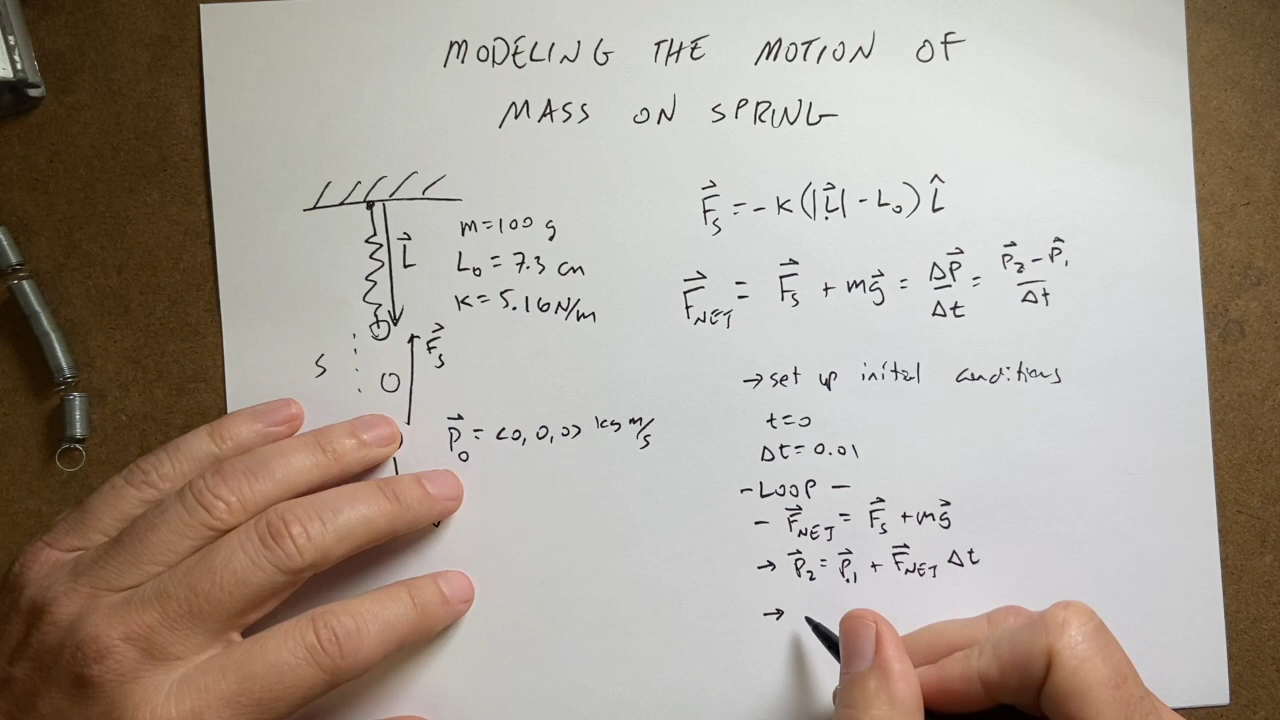 MODELING THE MOTION OF
MASS ON SPRING
m=100 g
L₀ = 7.3 cm
K = 5.16 N/m
L⃗
F⃗ₛ
S
P⃗₀ = <0, 0, 0> kg m/s
F⃗ₛ = -K(|L⃗| - L₀) L̂
F⃗NET = F⃗ₛ + mg⃗ = ΔP⃗/Δt = (P⃗₂ - P⃗₁)/Δt
→ set up initial conditions
t=0
Δt = 0.01
- LOOP -
- F⃗NET = F⃗ₛ + mg⃗
→ P⃗₂ = P⃗₁ + F⃗NET Δt
→